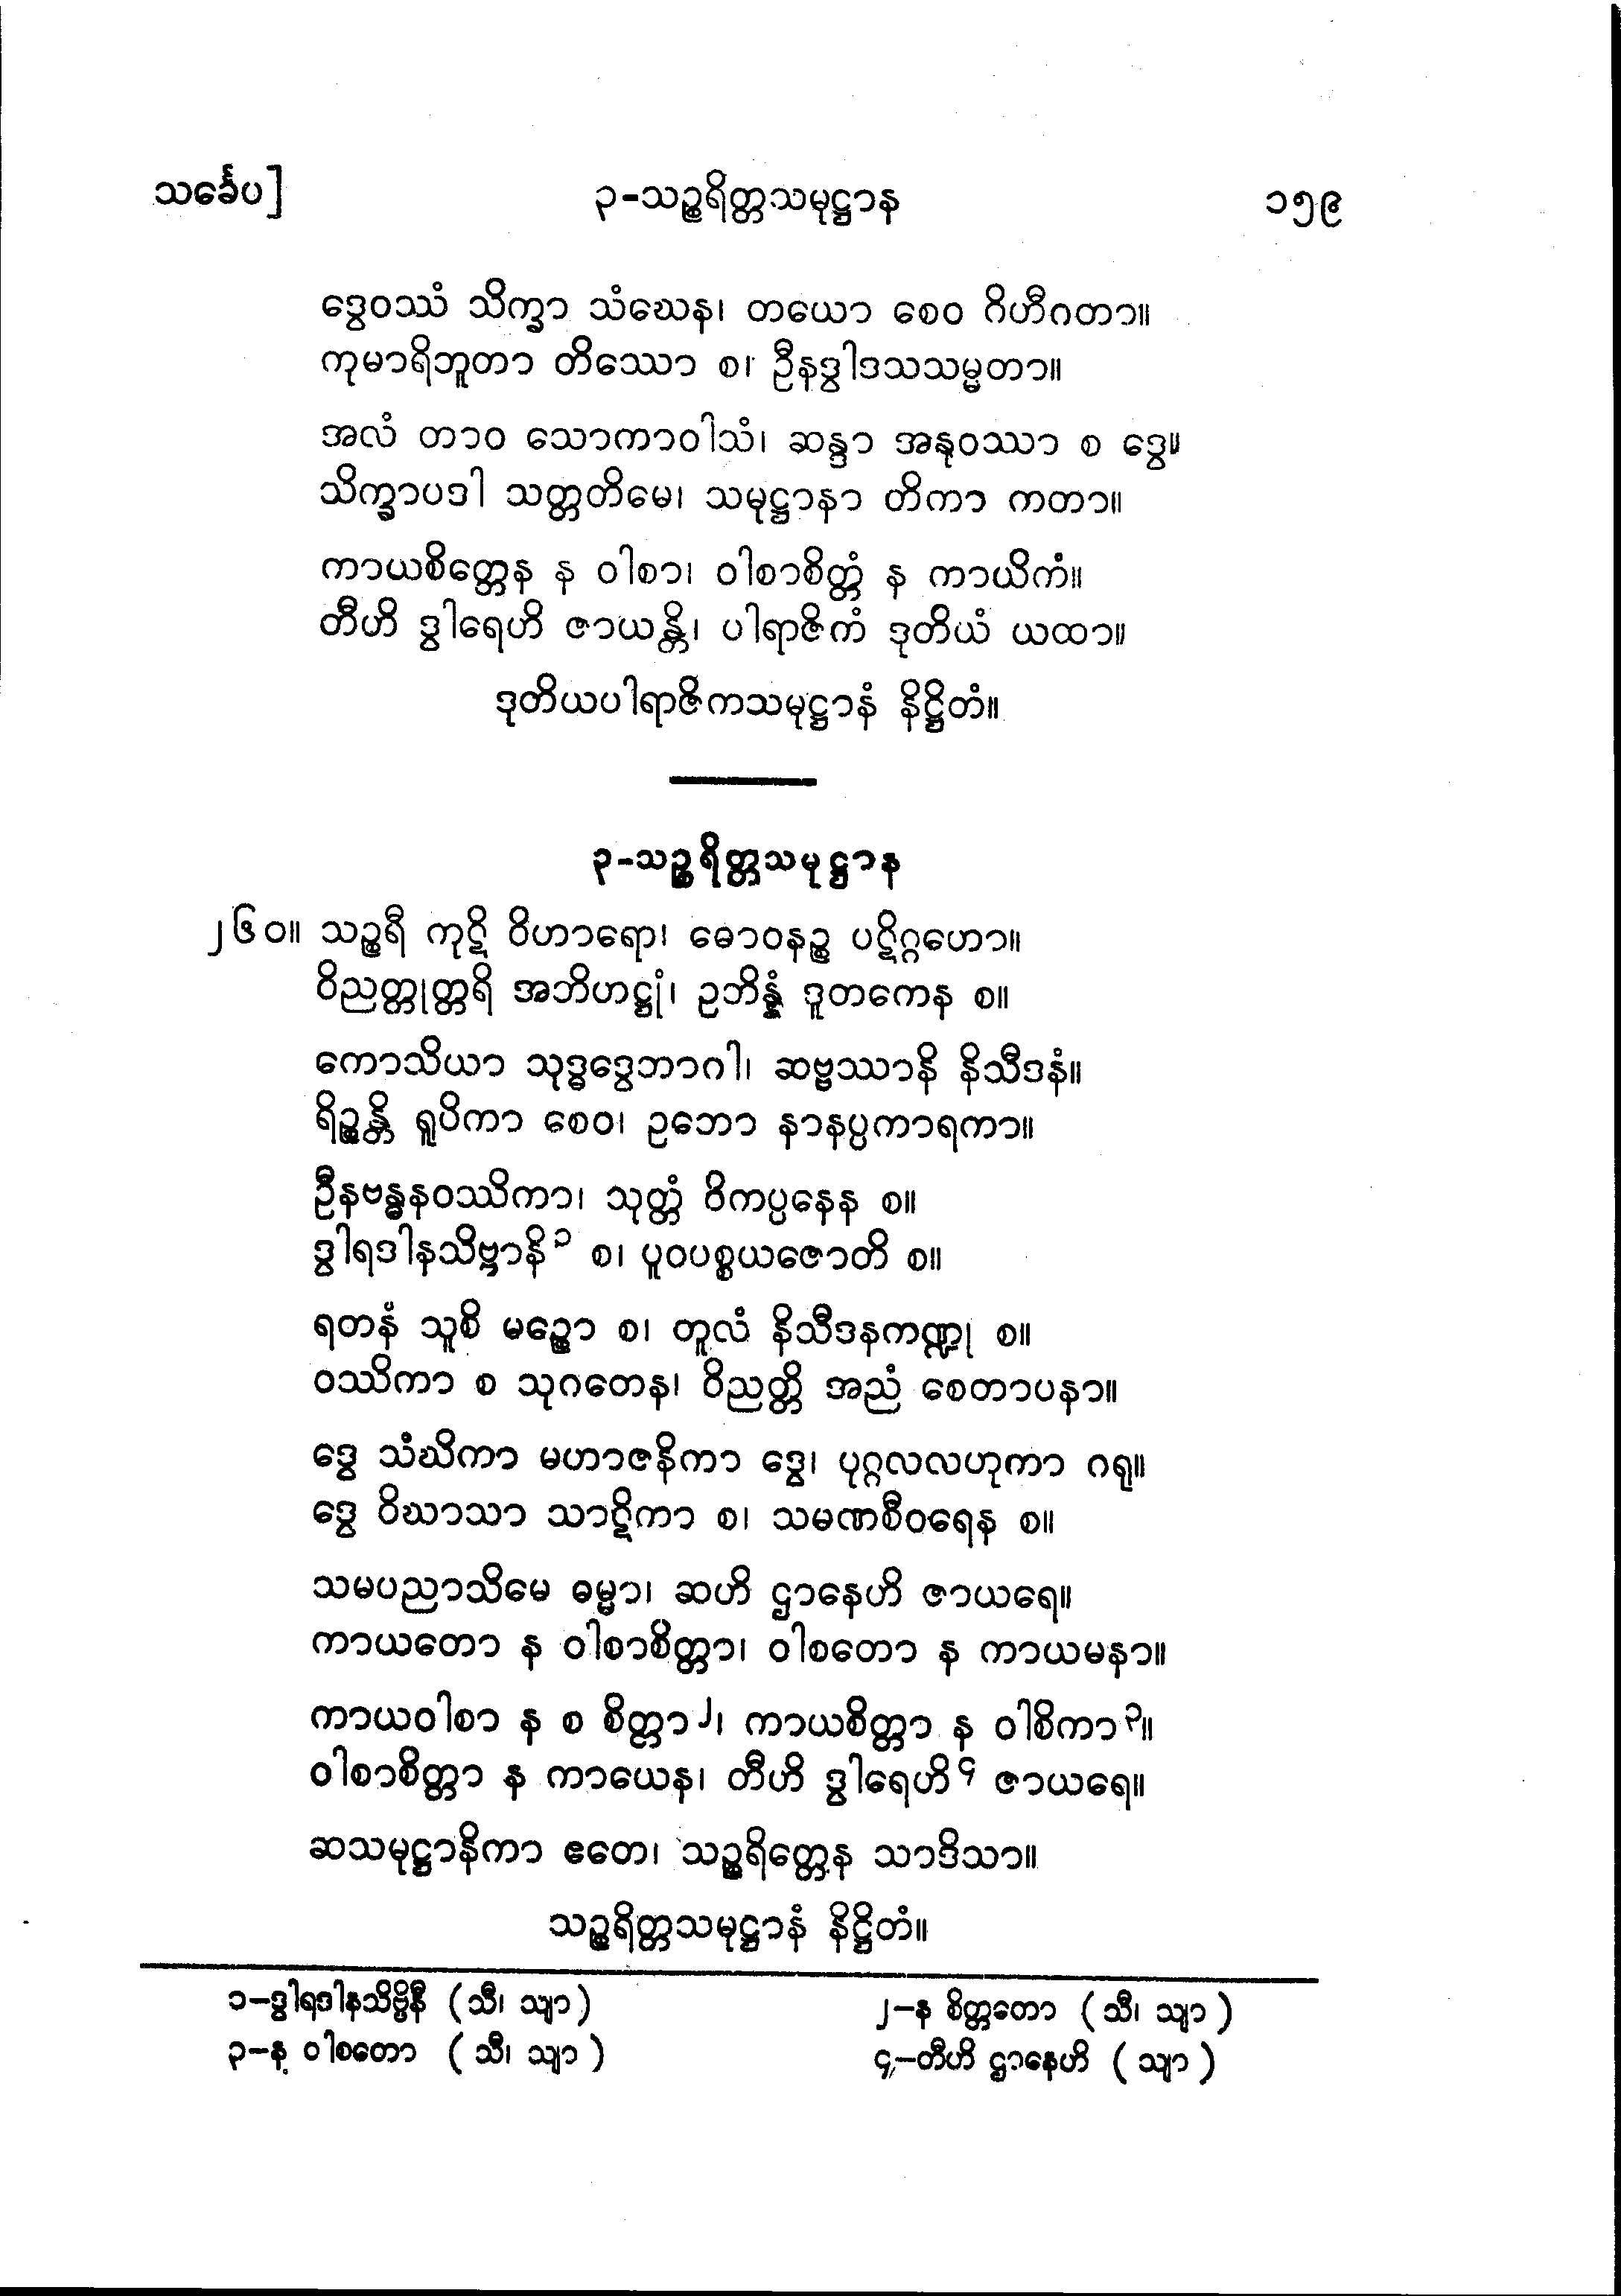 သင်္ခေပ]
၃-သဉ္စရိတ္တသမုဋ္ဌာန
၁၅၉
ဒွေဝဿံ သိက္ခာ သံဃေန၊ တယော စေဝ ဂိဟီဂတာ။
ကုမာရိဘူတာ တိဿော စ၊ ဦနဒွါဒသသမ္မတာ။
အလံ တာဝ သောကာဝါသံ၊ ဆန္ဒာ အနုဝဿာ စ ဒွေ။
သိက္ခာပဒါ သတ္တတိမေ၊ သမုဋ္ဌာနာ တိကာ ကတာ။
ကာယစိတ္တေန န ဝါစာ၊ ဝါစာစိတ္တံ န ကာယိကံ။
တီဟိ ဒွါရေဟိ ဇာယန္တိ၊ ပါရာဇိကံ ဒုတိယံ ယထာ။
ဒုတိယပါရာဇိကသမုဋ္ဌာနံ နိဋ္ဌိတံ။
၃-သဉ္စရိတ္တသမုဋ္ဌာန
၂၆၀။ သဉ္စရီ ကုဋိ ဝိဟာရော၊ ဓောဝနဉ္စ ပဋိဂ္ဂဟော။
ဝိညတ္တုတ္တရိ အဘိဟဋ္ဌုံ၊ ဥဘိန္နံ ဒူတကေန စ။
ကောသိယာ သုဒ္ဓဒွေဘာဂါ၊ ဆဗ္ဗဿာနိ နိသီဒနံ။
ရိဉ္စန္တိ ရူပိကာ စေဝ၊ ဥဘော နာနပ္ပကာရကာ။
ဦနဗန္ဓနဝဿိကာ၊ သုတ္တံ ဝိကပ္ပနေန စ။
ဒွါရဒါနသိဗ္ဗာနိ ၁ စ၊ ပူဝပစ္စယဇောတိ စ။
ရတနံ သူစိ မဉ္စော စ၊ တူလံ နိသီဒနကဏ္ဍု စ။
ဝဿိကာ စ သုဂတေန၊ ဝိညတ္တိ အညံ စေတာပနာ။
ဒွေ သံဃိကာ မဟာဇနိကာ ဒွေ၊ ပုဂ္ဂလလဟုကာ ဂရု။
ဒွေ ဝိဃာသာ သာဋိကာ စ၊ သမဏစီဝရေန စ။
သမပညာသိမေ ဓမ္မာ၊ ဆဟိ ဌာနေဟိ ဇာယရေ။
ကာယတော န ဝါစာစိတ္တာ၊ ဝါစတော န ကာယမနာ။
ကာယဝါစာ န စ စိတ္တာ ၂၊ ကာယစိတ္တာ န ဝါစိကာ ၃။
ဝါစာစိတ္တာ န ကာယေန၊ တီဟိ ဒွါရေဟိ ၄ ဇာယရေ။
ဆသမုဋ္ဌာနိကာ ဧတေ၊ သဉ္စရိတ္တေန သာဒိသာ။
သဉ္စရိတ္တသမုဋ္ဌာနံ နိဋ္ဌိတံ။
၁-ဒွါရဒါနသိဗ္ဗိနီ (သီ၊ သျာ)
၂-န စိတ္တတော (သီ၊ သျာ)
၃-န ဝါစတော (သီ၊ သျာ)
၄-တီဟိ ဌာနေဟိ (သျာ)